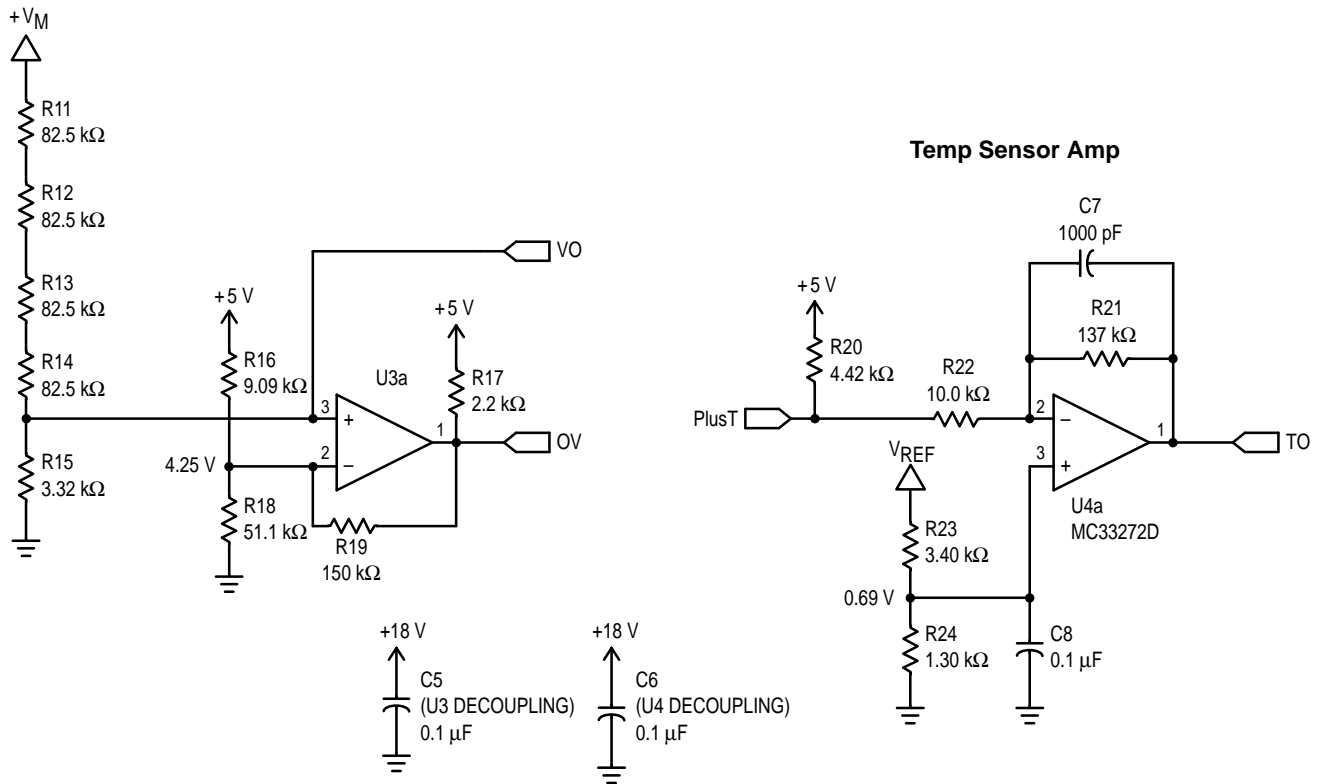 +VM
R11
82.5 kΩ
R12
82.5 kΩ
R13
82.5 kΩ
R14
82.5 kΩ
R15
3.32 kΩ
VO
+5 V
R16
9.09 kΩ
4.25 V
R18
51.1 kΩ
U3a
3
+
2
–
1
+5 V
R17
2.2 kΩ
OV
R19
150 kΩ
+18 V
C5
(U3 DECOUPLING)
0.1 μF
+18 V
C6
(U4 DECOUPLING)
0.1 μF
Temp Sensor Amp
C7
1000 pF
R21
137 kΩ
+5 V
R20
4.42 kΩ
R22
10.0 kΩ
PlusT
2
–
3
+
1
TO
U4a
MC33272D
VREF
R23
3.40 kΩ
0.69 V
R24
1.30 kΩ
C8
0.1 μF